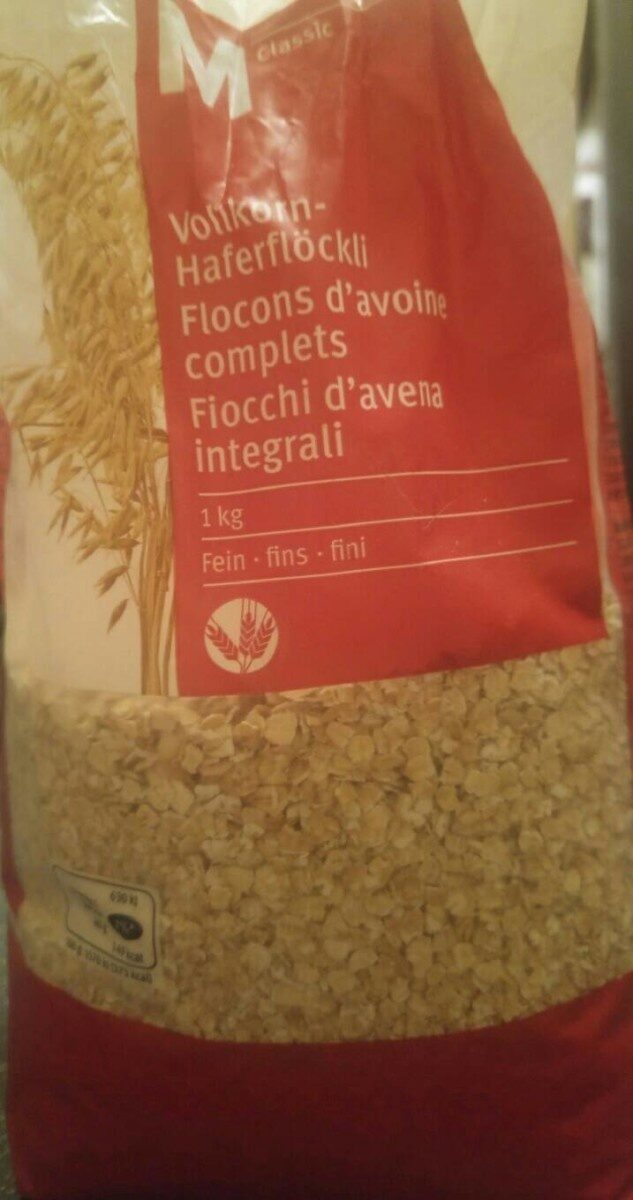 M classic
Vollkorn-
Haferflöckli
Flocons d'avoine
complets
Fiocchi d'avena
integrali
1 kg
Fein · fins · fini